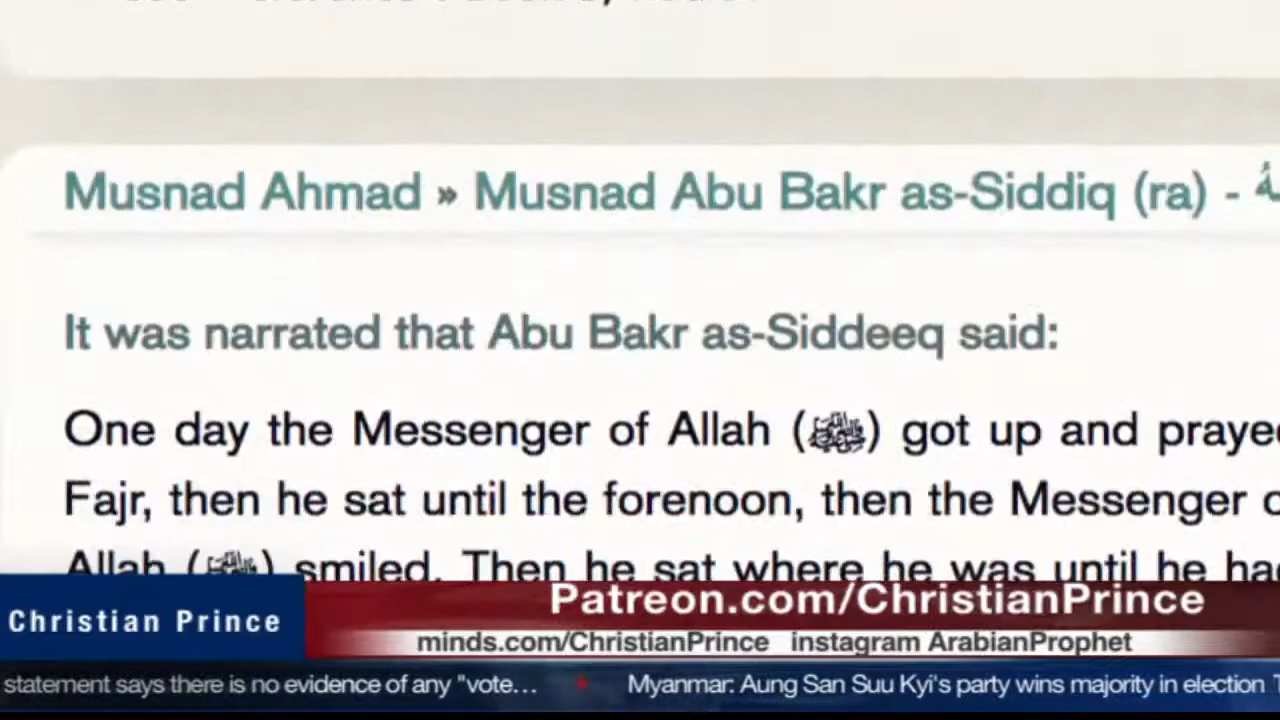 Musnad Ahmad » Musnad Abu Bakr as-Siddiq (ra) -
It was narrated that Abu Bakr as-Siddeeq said:
One day the Messenger of Allah (ﷺ) got up and praye
Fajr, then he sat until the forenoon, then the Messenger o
Allah (ﷺ) smiled. Then he sat where he was until he ha
Patreon.com/ChristianPrince
Christian Prince
minds.com/ChristianPrince instagram ArabianProphet
statement says there is no evidence of any "vote... • Myanmar: Aung San Suu Kyi's party wins majority in election